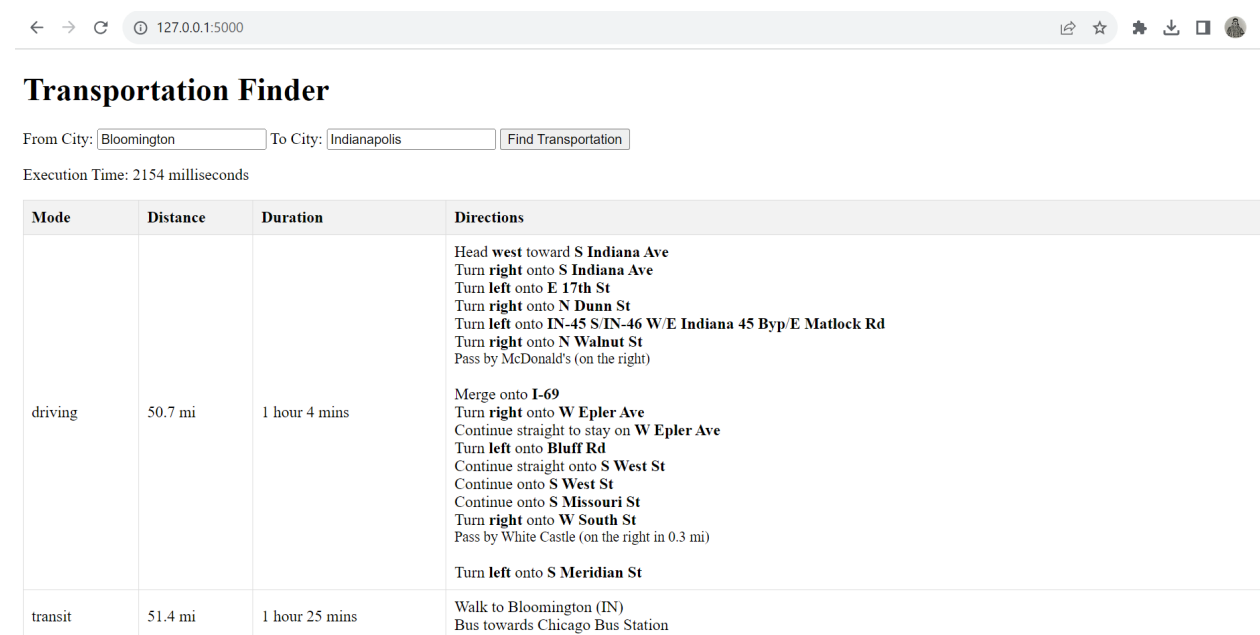 127.0.0.1:5000
Transportation Finder
From City: Bloomington To City: Indianapolis Find Transportation
Execution Time: 2154 milliseconds
Mode Distance Duration Directions
driving 50.7 mi 1 hour 4 mins
Head west toward S Indiana Ave
Turn right onto S Indiana Ave
Turn left onto E 17th St
Turn right onto N Dunn St
Turn left onto IN-45 S/IN-46 W/E Indiana 45 Byp/E Matlock Rd
Turn right onto N Walnut St
Pass by McDonald's (on the right)
Merge onto I-69
Turn right onto W Epler Ave
Continue straight to stay on W Epler Ave
Turn left onto Bluff Rd
Continue straight onto S West St
Continue onto S West St
Continue onto S Missouri St
Turn right onto W South St
Pass by White Castle (on the right in 0.3 mi)
Turn left onto S Meridian St
transit 51.4 mi 1 hour 25 mins
Walk to Bloomington (IN)
Bus towards Chicago Bus Station